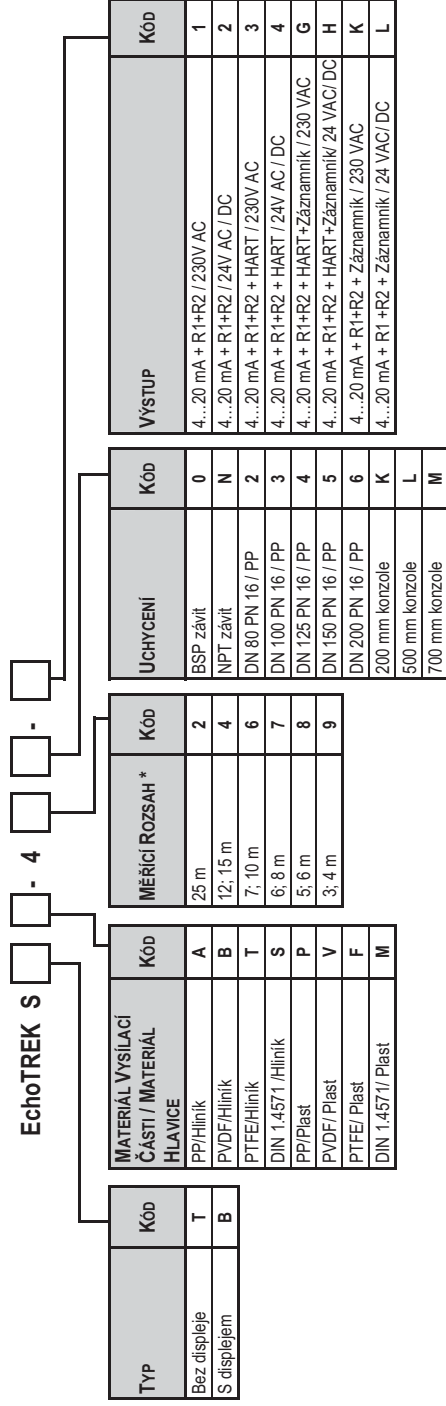 EchoTREK S - 4 -
TYP KÓD
Bez displeje T
S displejem B
MATERIÁL VYSÍLACÍ
ČÁSTI / MATERIÁL
HLAVICE KÓD
PP/Hliník A
PVDF/Hliník B
PTFE/Hliník T
DIN 1.4571 /Hliník S
PP/Plast P
PVDF/ Plast V
PTFE/ Plast F
DIN 1.4571/ Plast M
MĚŘÍCÍ ROZSAH * KÓD
25 m 2
12; 15 m 4
7; 10 m 6
6; 8 m 7
5; 6 m 8
3; 4 m 9
UCHYCENÍ KÓD
BSP závit 0
NPT závit N
DN 80 PN 16 / PP 2
DN 100 PN 16 / PP 3
DN 125 PN 16 / PP 4
DN 150 PN 16 / PP 5
DN 200 PN 16 / PP 6
200 mm konzole K
500 mm konzole L
700 mm konzole M
VÝSTUP KÓD
4…20 mA + R1+R2 / 230V AC 1
4…20 mA + R1+R2 / 24V AC / DC 2
4…20 mA + R1+R2 + HART / 230V AC 3
4…20 mA + R1+R2 + HART / 24V AC / DC 4
4…20 mA + R1+R2 + HART+Záznamník / 230 VAC G
4…20 mA + R1+R2 + HART+Záznamník/ 24 VAC/ DC H
4…20 mA + R1+R2 + Záznamník / 230 VAC K
4…20 mA + R1 +R2 + Záznamník / 24 VAC/ DC L